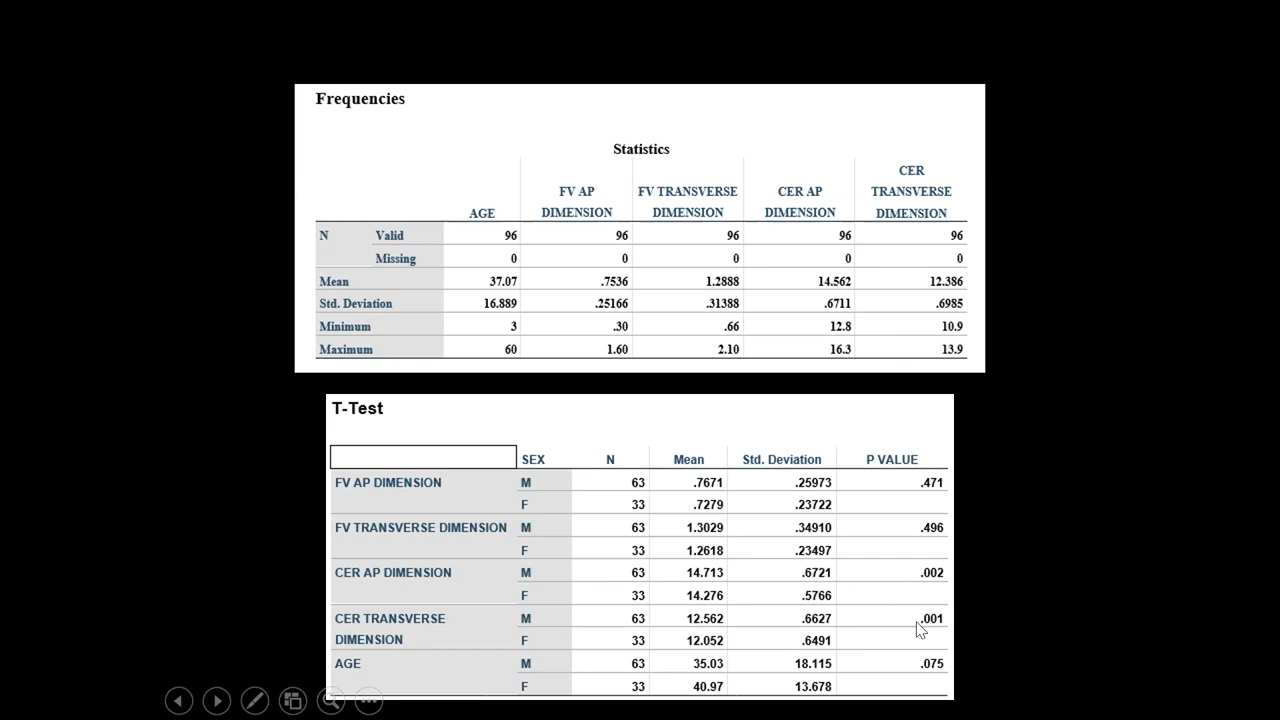 Frequencies
Statistics
AGE FV AP DIMENSION FV TRANSVERSE DIMENSION CER AP DIMENSION CER TRANSVERSE DIMENSION
N Valid 96 96 96 96 96
Missing 0 0 0 0 0
Mean 37.07 .7536 1.2888 14.562 12.386
Std. Deviation 16.889 .25166 .31388 .6711 .6985
Minimum 3 .30 .66 12.8 10.9
Maximum 60 1.60 2.10 16.3 13.9
T-Test
SEX N Mean Std. Deviation P VALUE
FV AP DIMENSION M 63 .7671 .25973 .471
F 33 .7279 .23722
FV TRANSVERSE DIMENSION M 63 1.3029 .34910 .496
F 33 1.2618 .23497
CER AP DIMENSION M 63 14.713 .6721 .002
F 33 14.276 .5766
CER TRANSVERSE M 63 12.562 .6627 .001
DIMENSION F 33 12.052 .6491
AGE M 63 35.03 18.115 .075
F 33 40.97 13.678